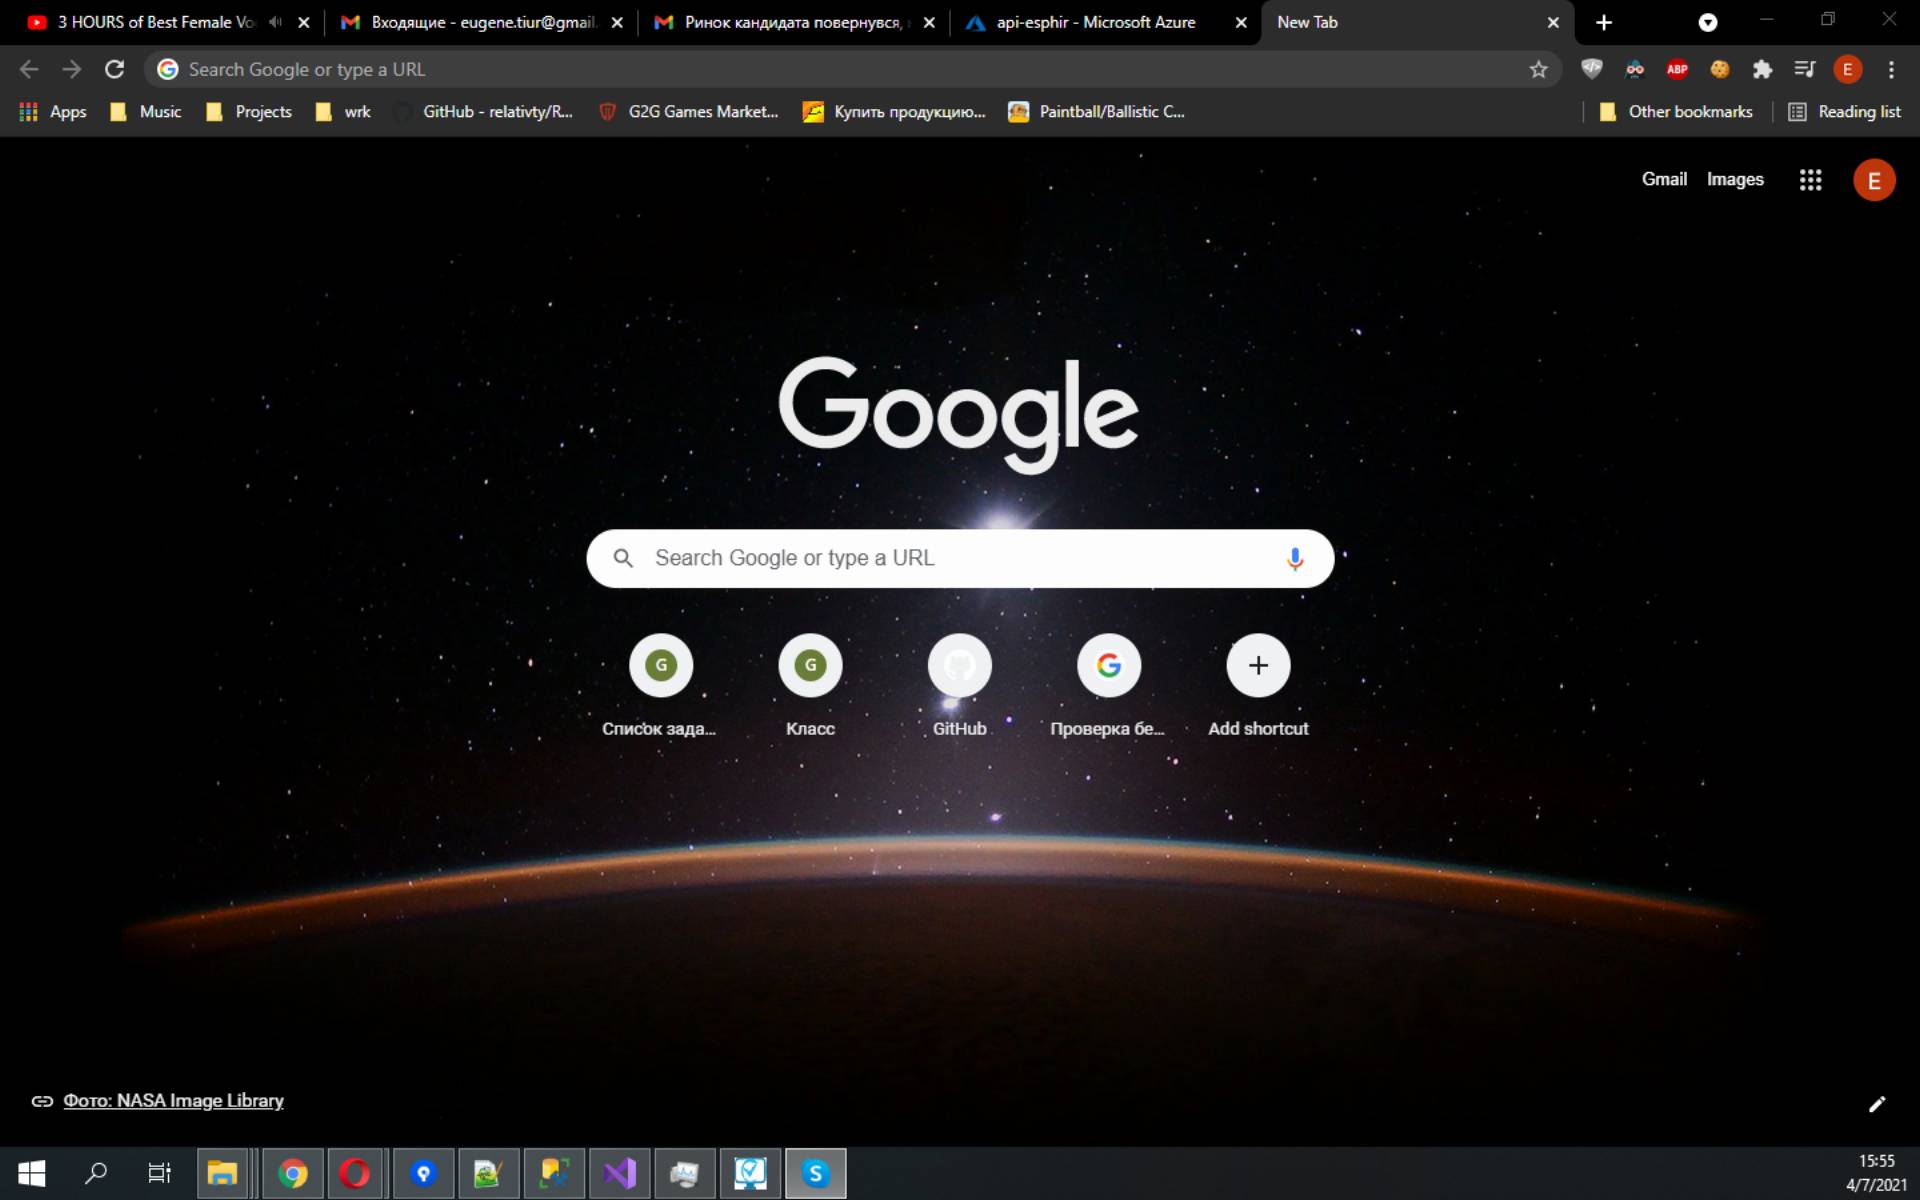 3 HOURS of Best Female Vo
Входящие - eugene.tiur@gmail.
Ринок кандидата повернувся,
api-esphir - Microsoft Azure
New Tab
Search Google or type a URL
ABP
E
Apps
Music
Projects
wrk
GitHub - relativty/R...
G2G Games Market...
Купить продукцию...
Paintball/Ballistic C...
Other bookmarks
Reading list
Gmail
Images
E
Google
Search Google or type a URL
G
G
G
Список зада...
Класс
GitHub
Проверка бе...
Add shortcut
Фото: NASA Image Library
S
15:55
4/7/2021